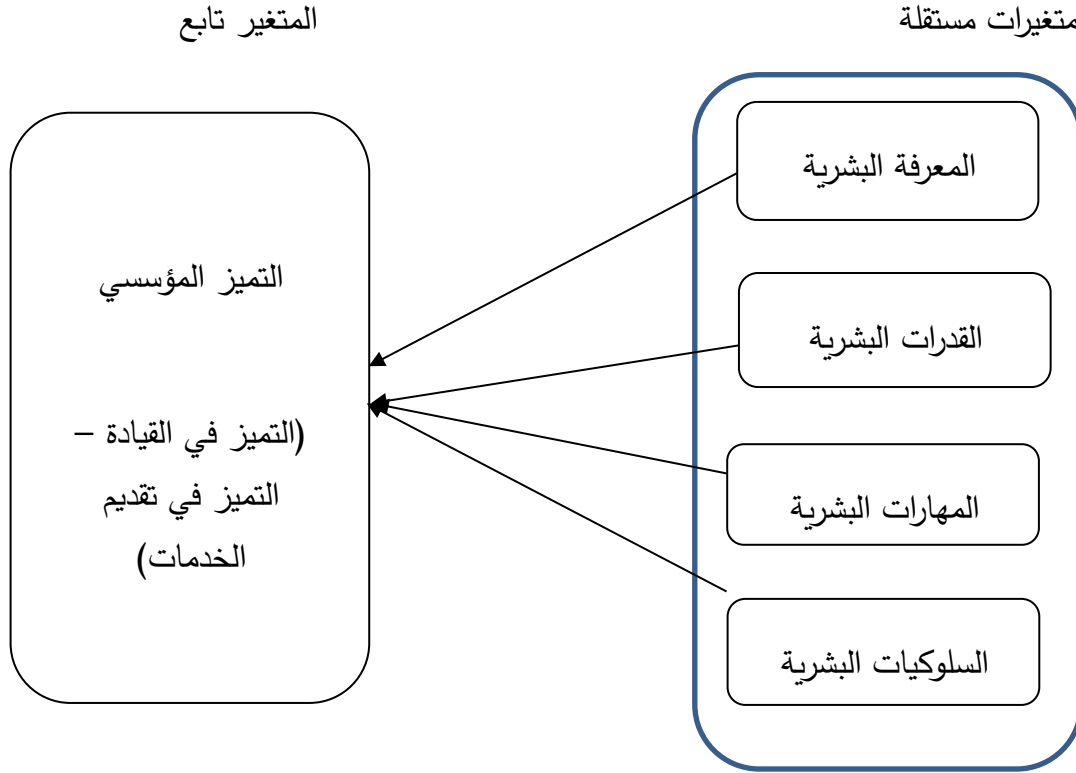 متغيرات مستقلة
المتغير تابع
المعرفة البشرية
القدرات البشرية
المهارات البشرية
السلوكيات البشرية
التميز المؤسسي
(التميز في القيادة –
التميز في تقديم
الخدمات)